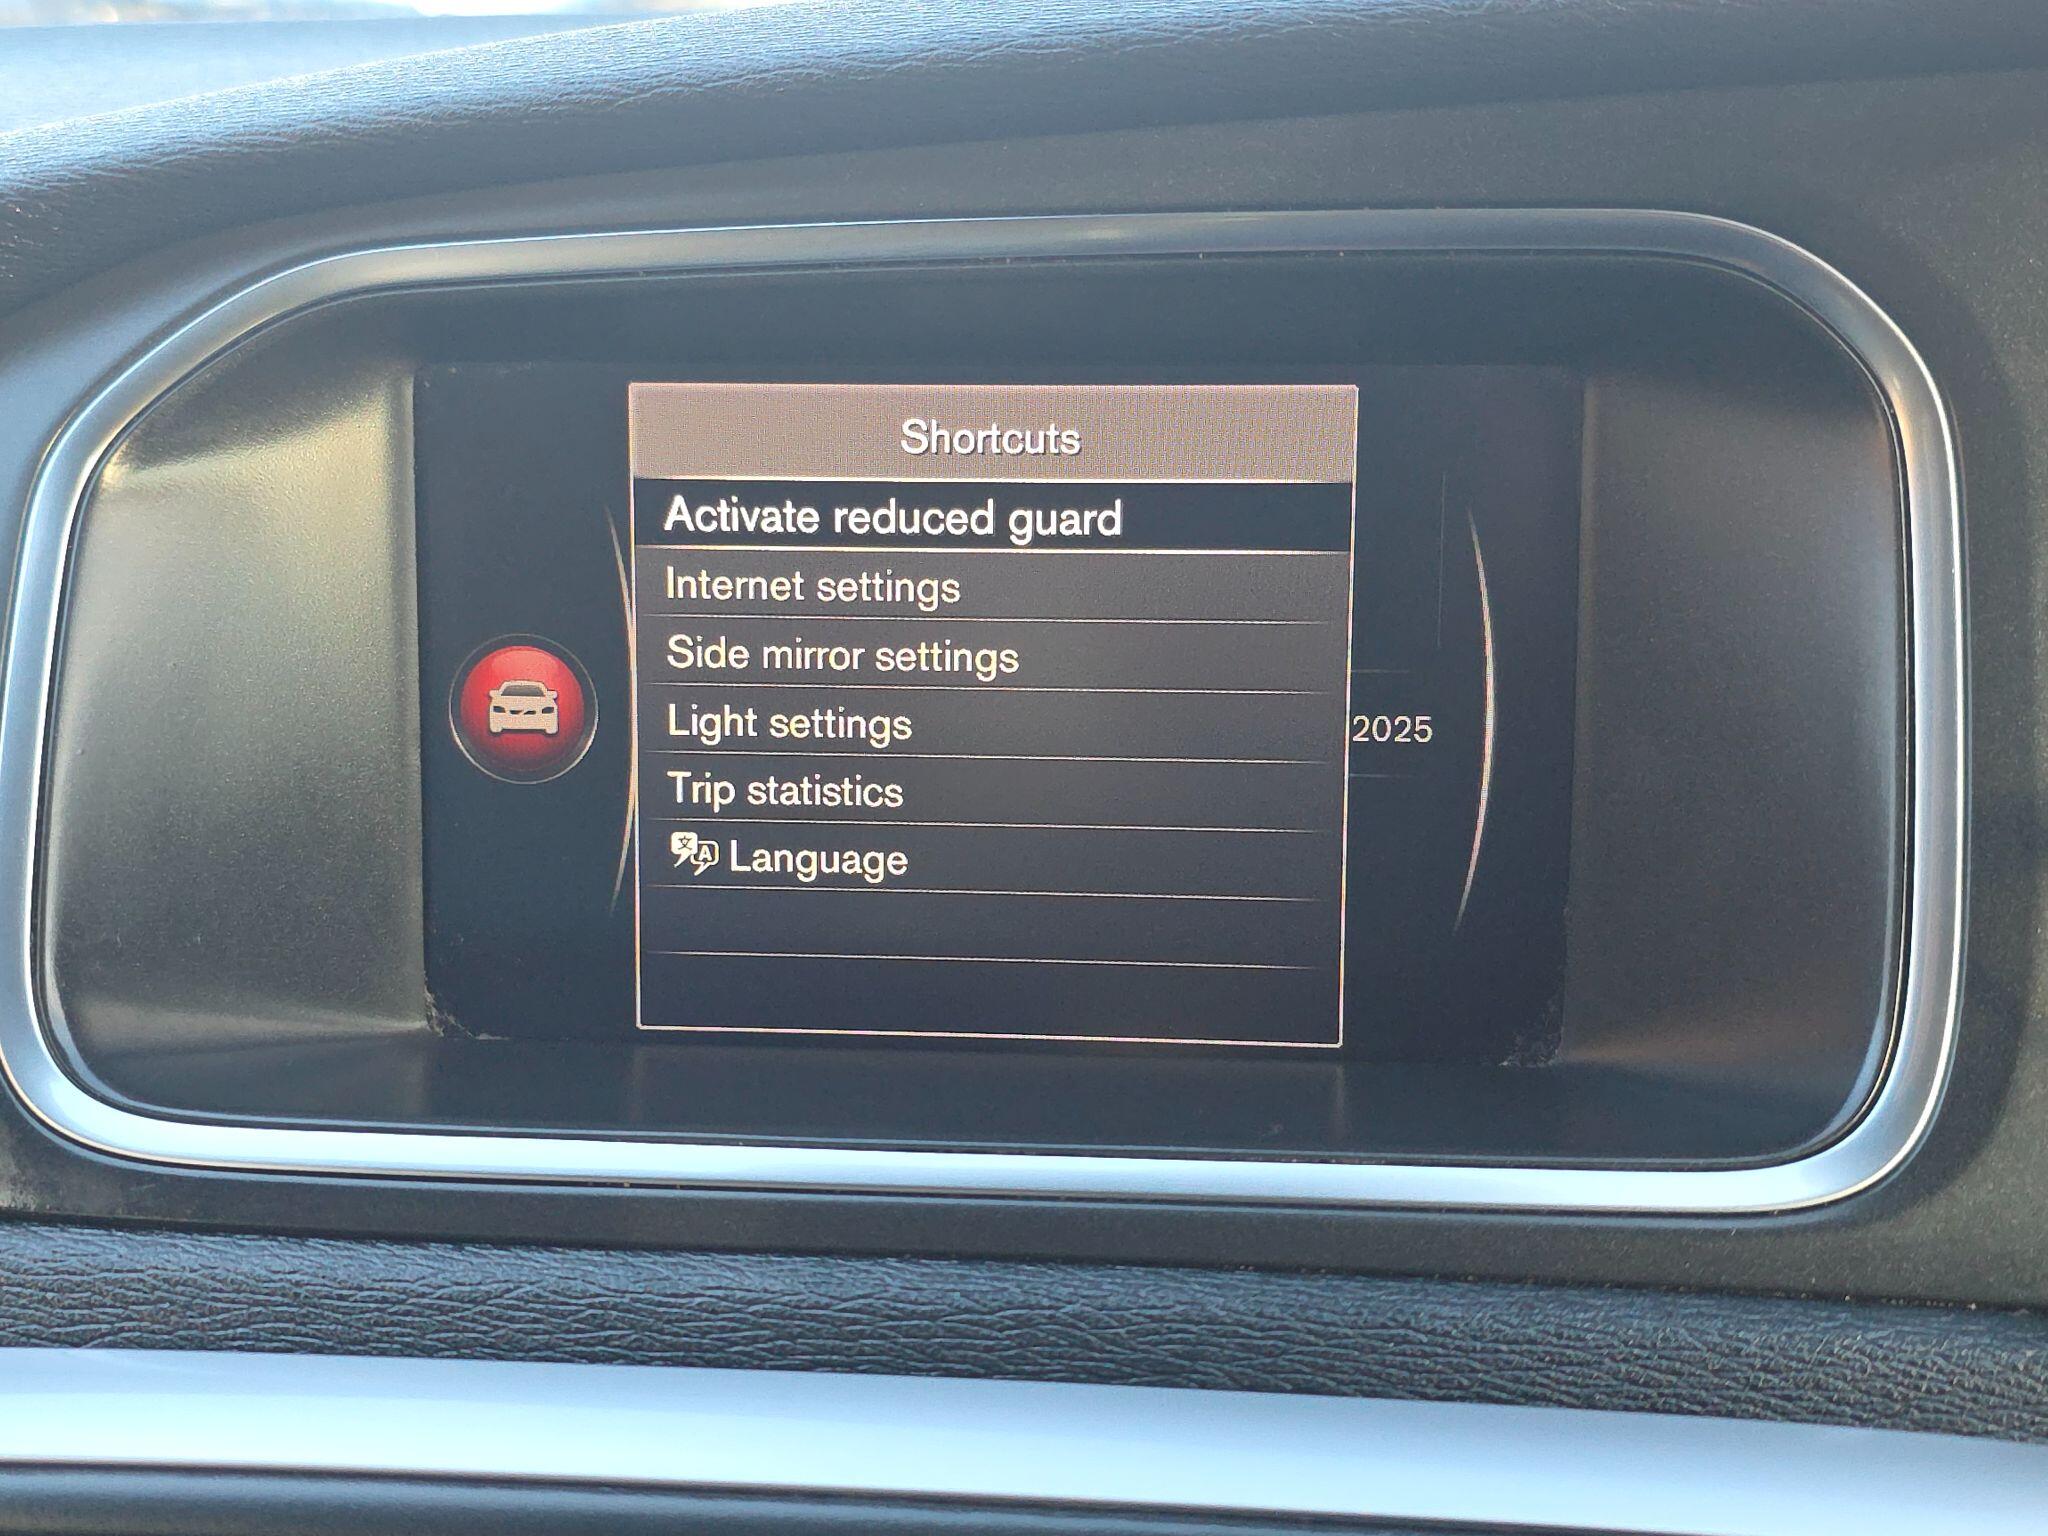 Shortcuts
Activate reduced guard
Internet settings
Side mirror settings
Light settings
2025
Trip statistics
Language